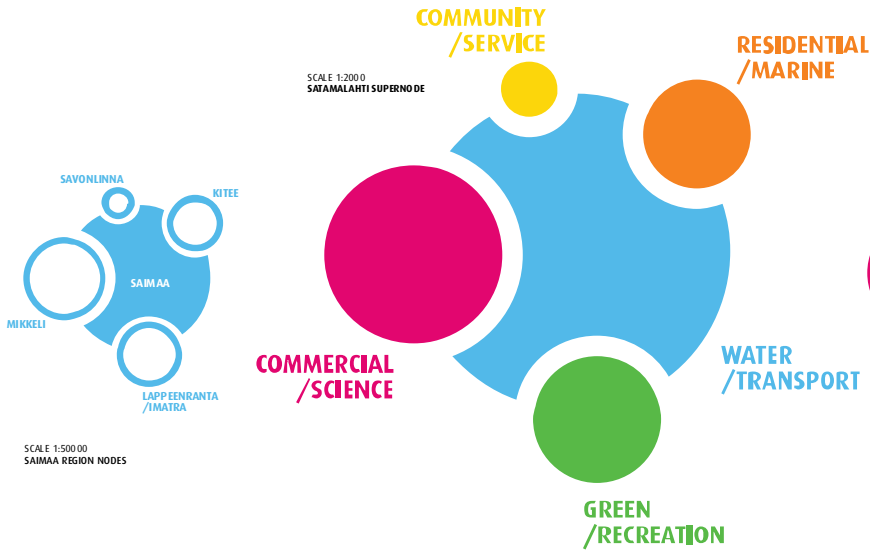 COMMUNITY
/SERVICE
RESIDENTIAL
/MARINE
SCALE 1:2000
SATAMALAHTI SUPERNODE
SAVONLINNA
KITEE
SAIMAA
MIKKELI
LAPPEENRANTA
/IMATRA
COMMERCIAL
/SCIENCE
WATER
/TRANSPORT
SCALE 1:50000
SAIMAA REGION NODES
GREEN
/RECREATION